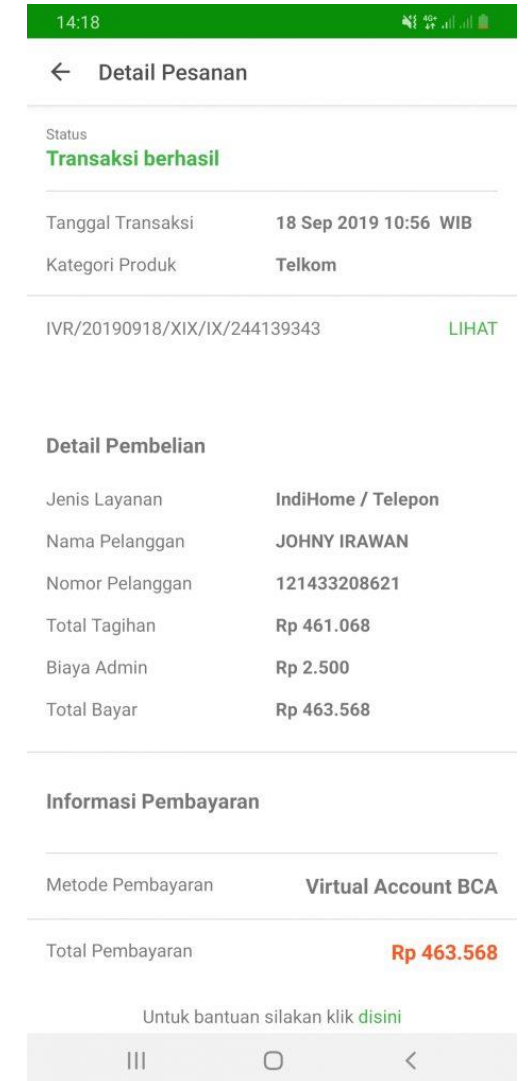 14:18
4G+
Detail Pesanan
Status
Transaksi berhasil
Tanggal Transaksi 18 Sep 2019 10:56 WIB
Kategori Produk Telkom
IVR/20190918/XIX/IX/244139343 LIHAT
Detail Pembelian
Jenis Layanan IndiHome / Telepon
Nama Pelanggan JOHNY IRAWAN
Nomor Pelanggan 121433208621
Total Tagihan Rp 461.068
Biaya Admin Rp 2.500
Total Bayar Rp 463.568
Informasi Pembayaran
Metode Pembayaran Virtual Account BCA
Total Pembayaran Rp 463.568
Untuk bantuan silakan klik disini